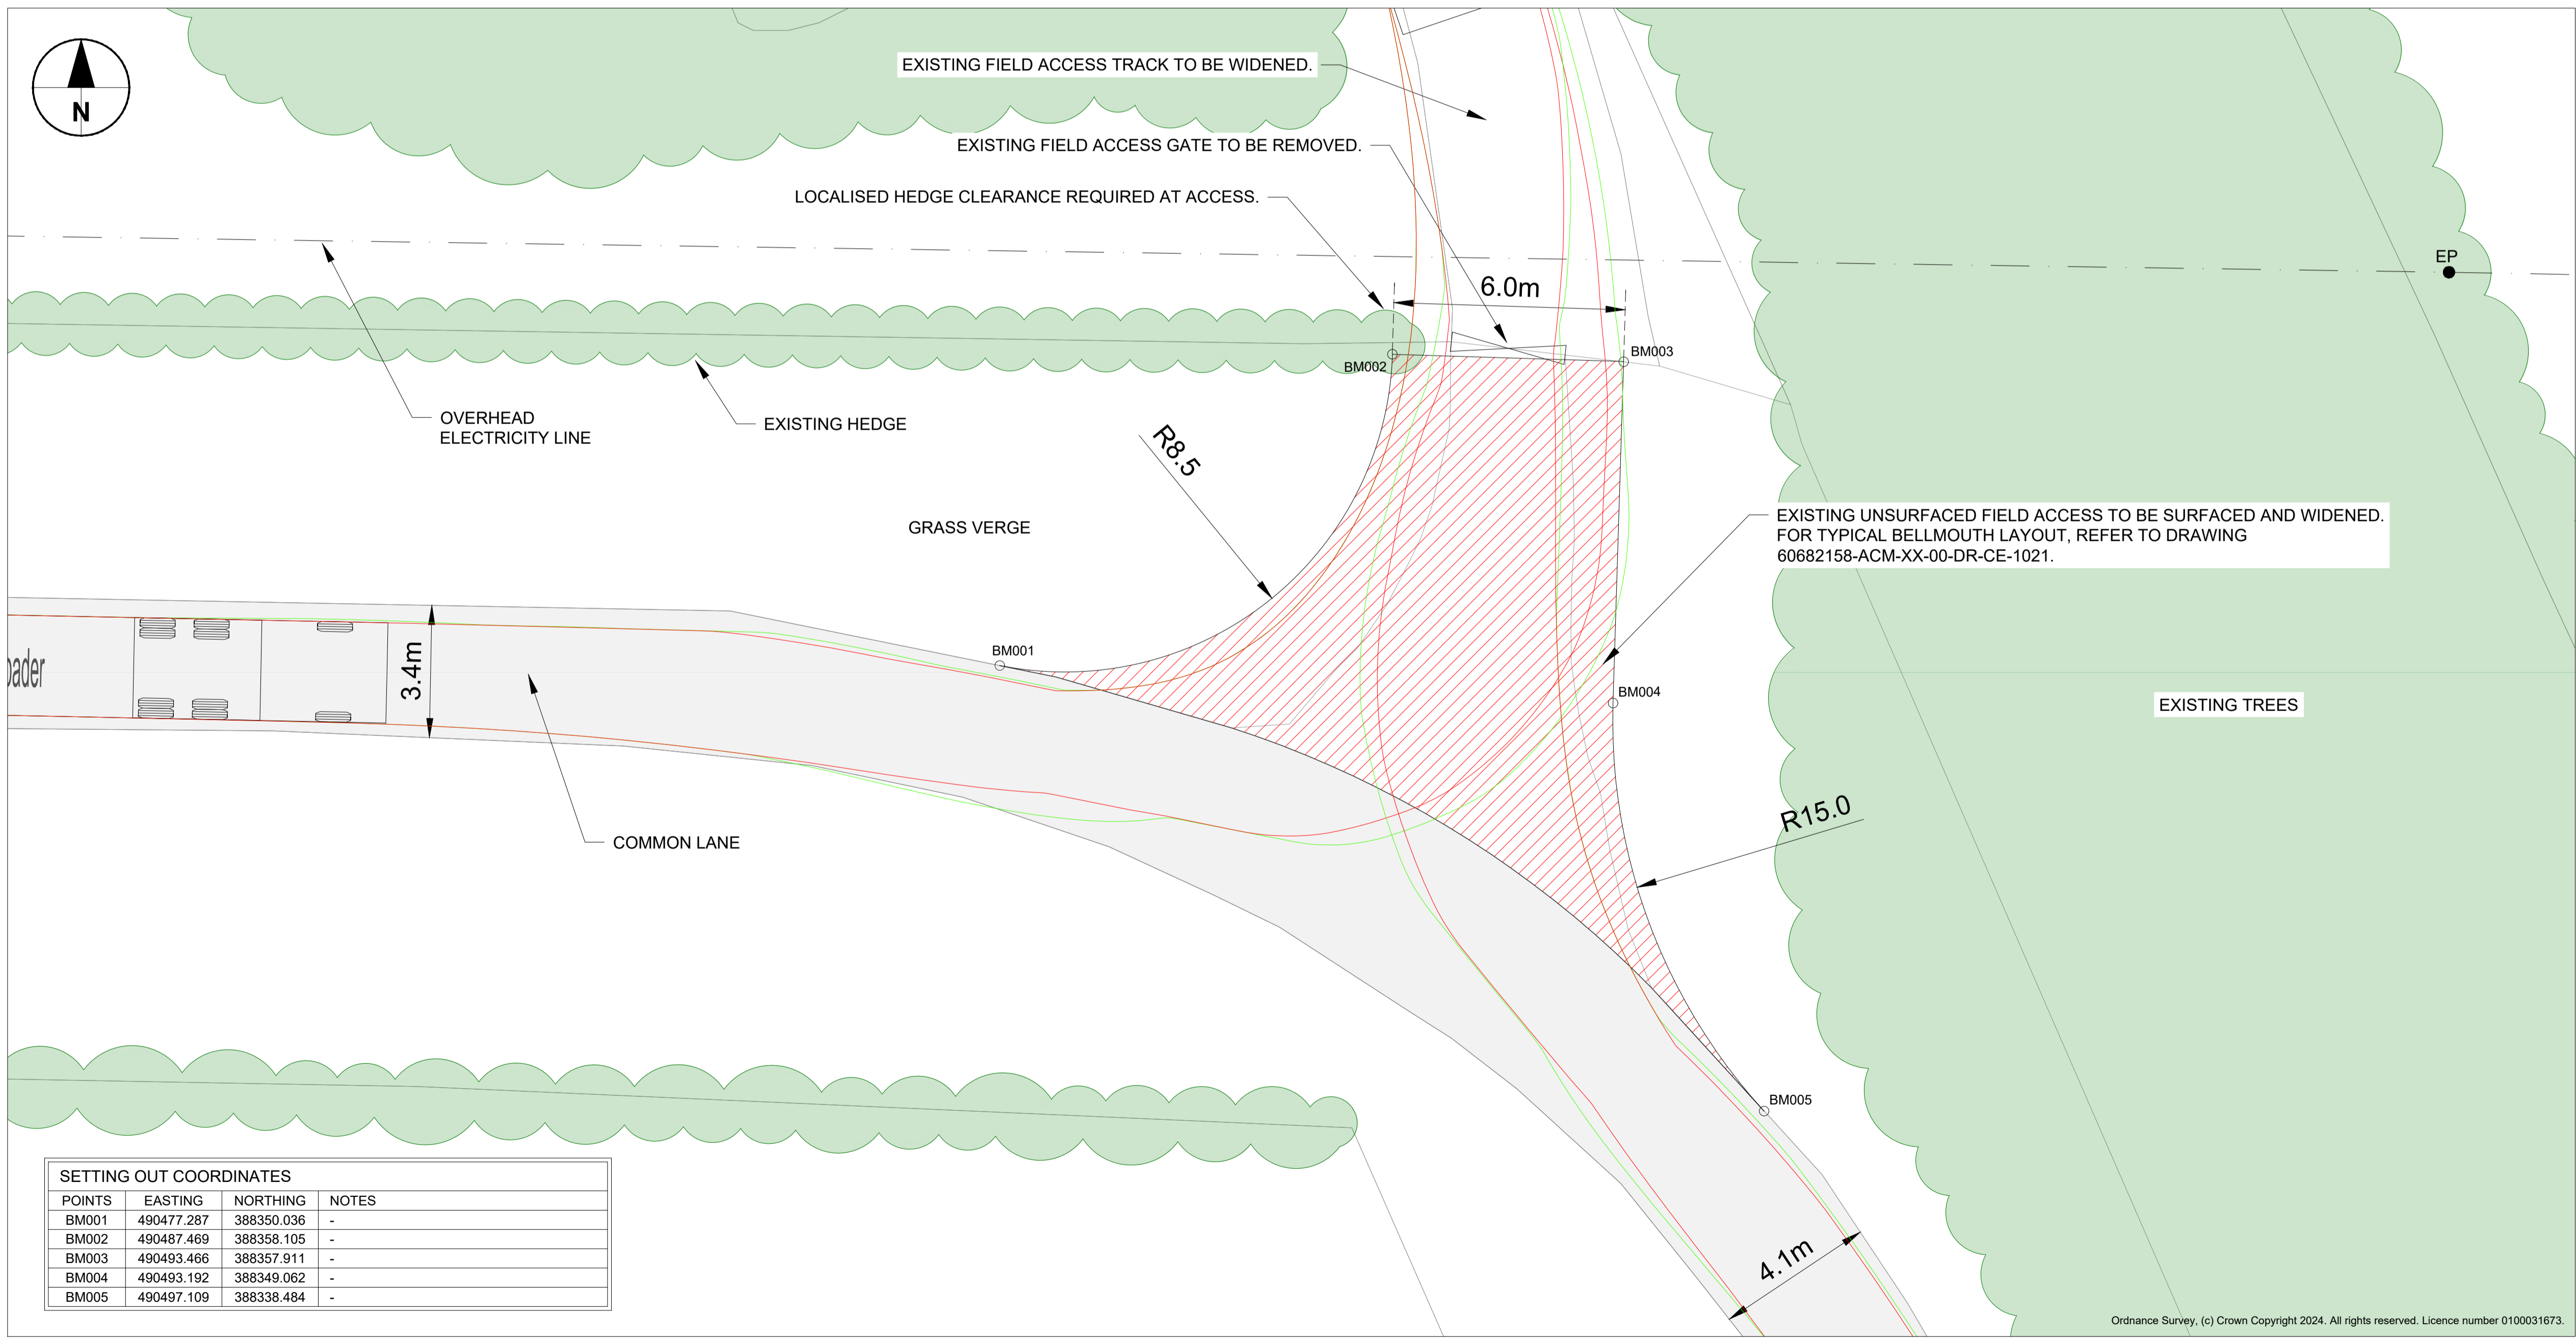 EXISTING FIELD ACCESS TRACK TO BE WIDENED.
N
EXISTING FIELD ACCESS GATE TO BE REMOVED.
LOCALISED HEDGE CLEARANCE REQUIRED AT ACCESS.
EP
6.0m
BM003
BM002
OVERHEAD
ELECTRICITY LINE
EXISTING HEDGE
R8.5
GRASS VERGE
EXISTING UNSURFACED FIELD ACCESS TO BE SURFACED AND WIDENED.
FOR TYPICAL BELLMOUTH LAYOUT, REFER TO DRAWING
60682158-ACM-XX-00-DR-CE-1021.
BM001
3.4m
BM004
EXISTING TREES
R15.0
COMMON LANE
BM005
SETTING OUT COORDINATES
POINTS EASTING NORTHING NOTES
BM001 490477.287 388350.036 -
BM002 490487.469 388358.105 -
BM003 490493.466 388357.911 -
BM004 490493.192 388349.062 -
BM005 490497.109 388338.484 -
4.1m
Ordnance Survey, (c) Crown Copyright 2024. All rights reserved. Licence number 0100031673.